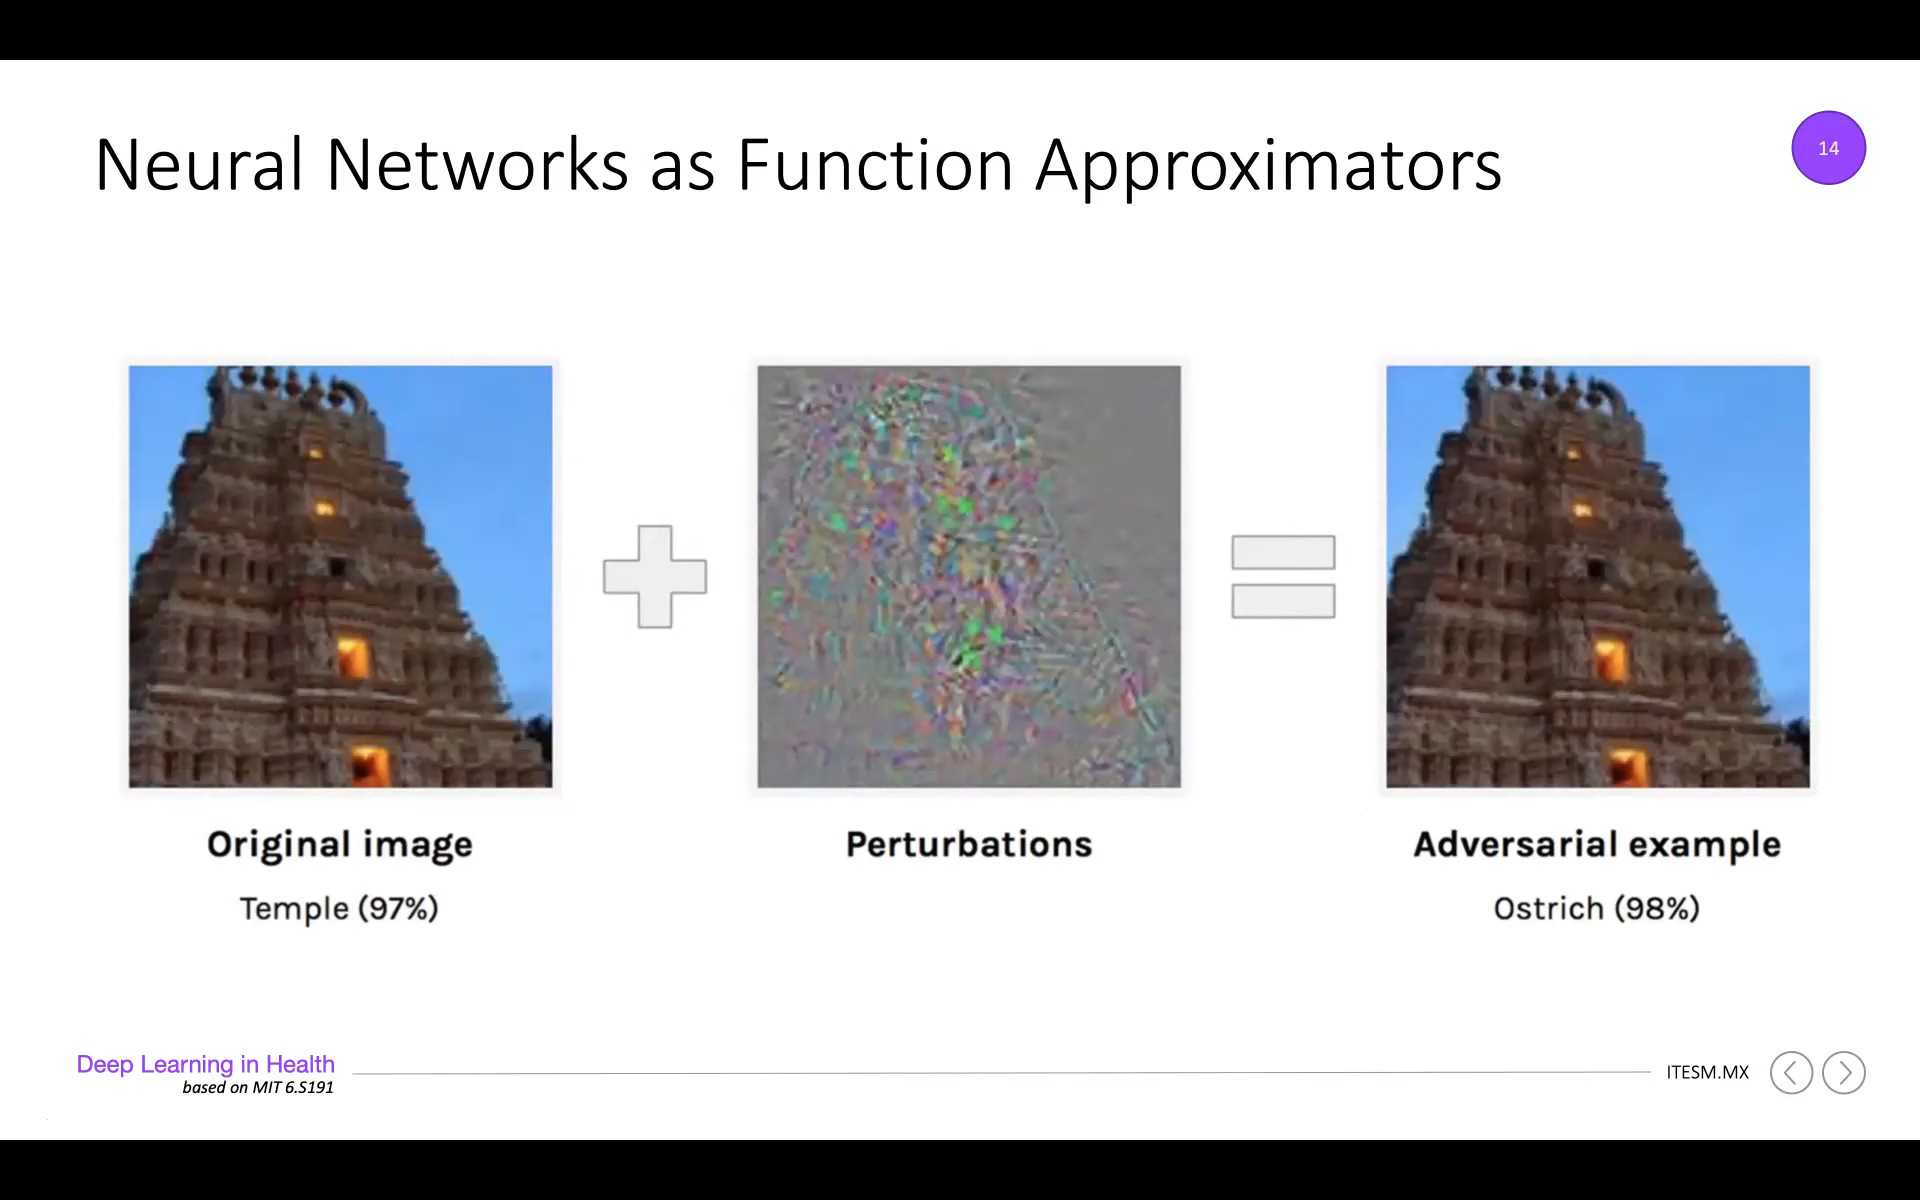 Neural Networks as Function Approximators
14
Original image
Temple (97%)
Perturbations
Adversarial example
Ostrich (98%)
Deep Learning in Health
based on MIT 6.S191
ITESM.MX